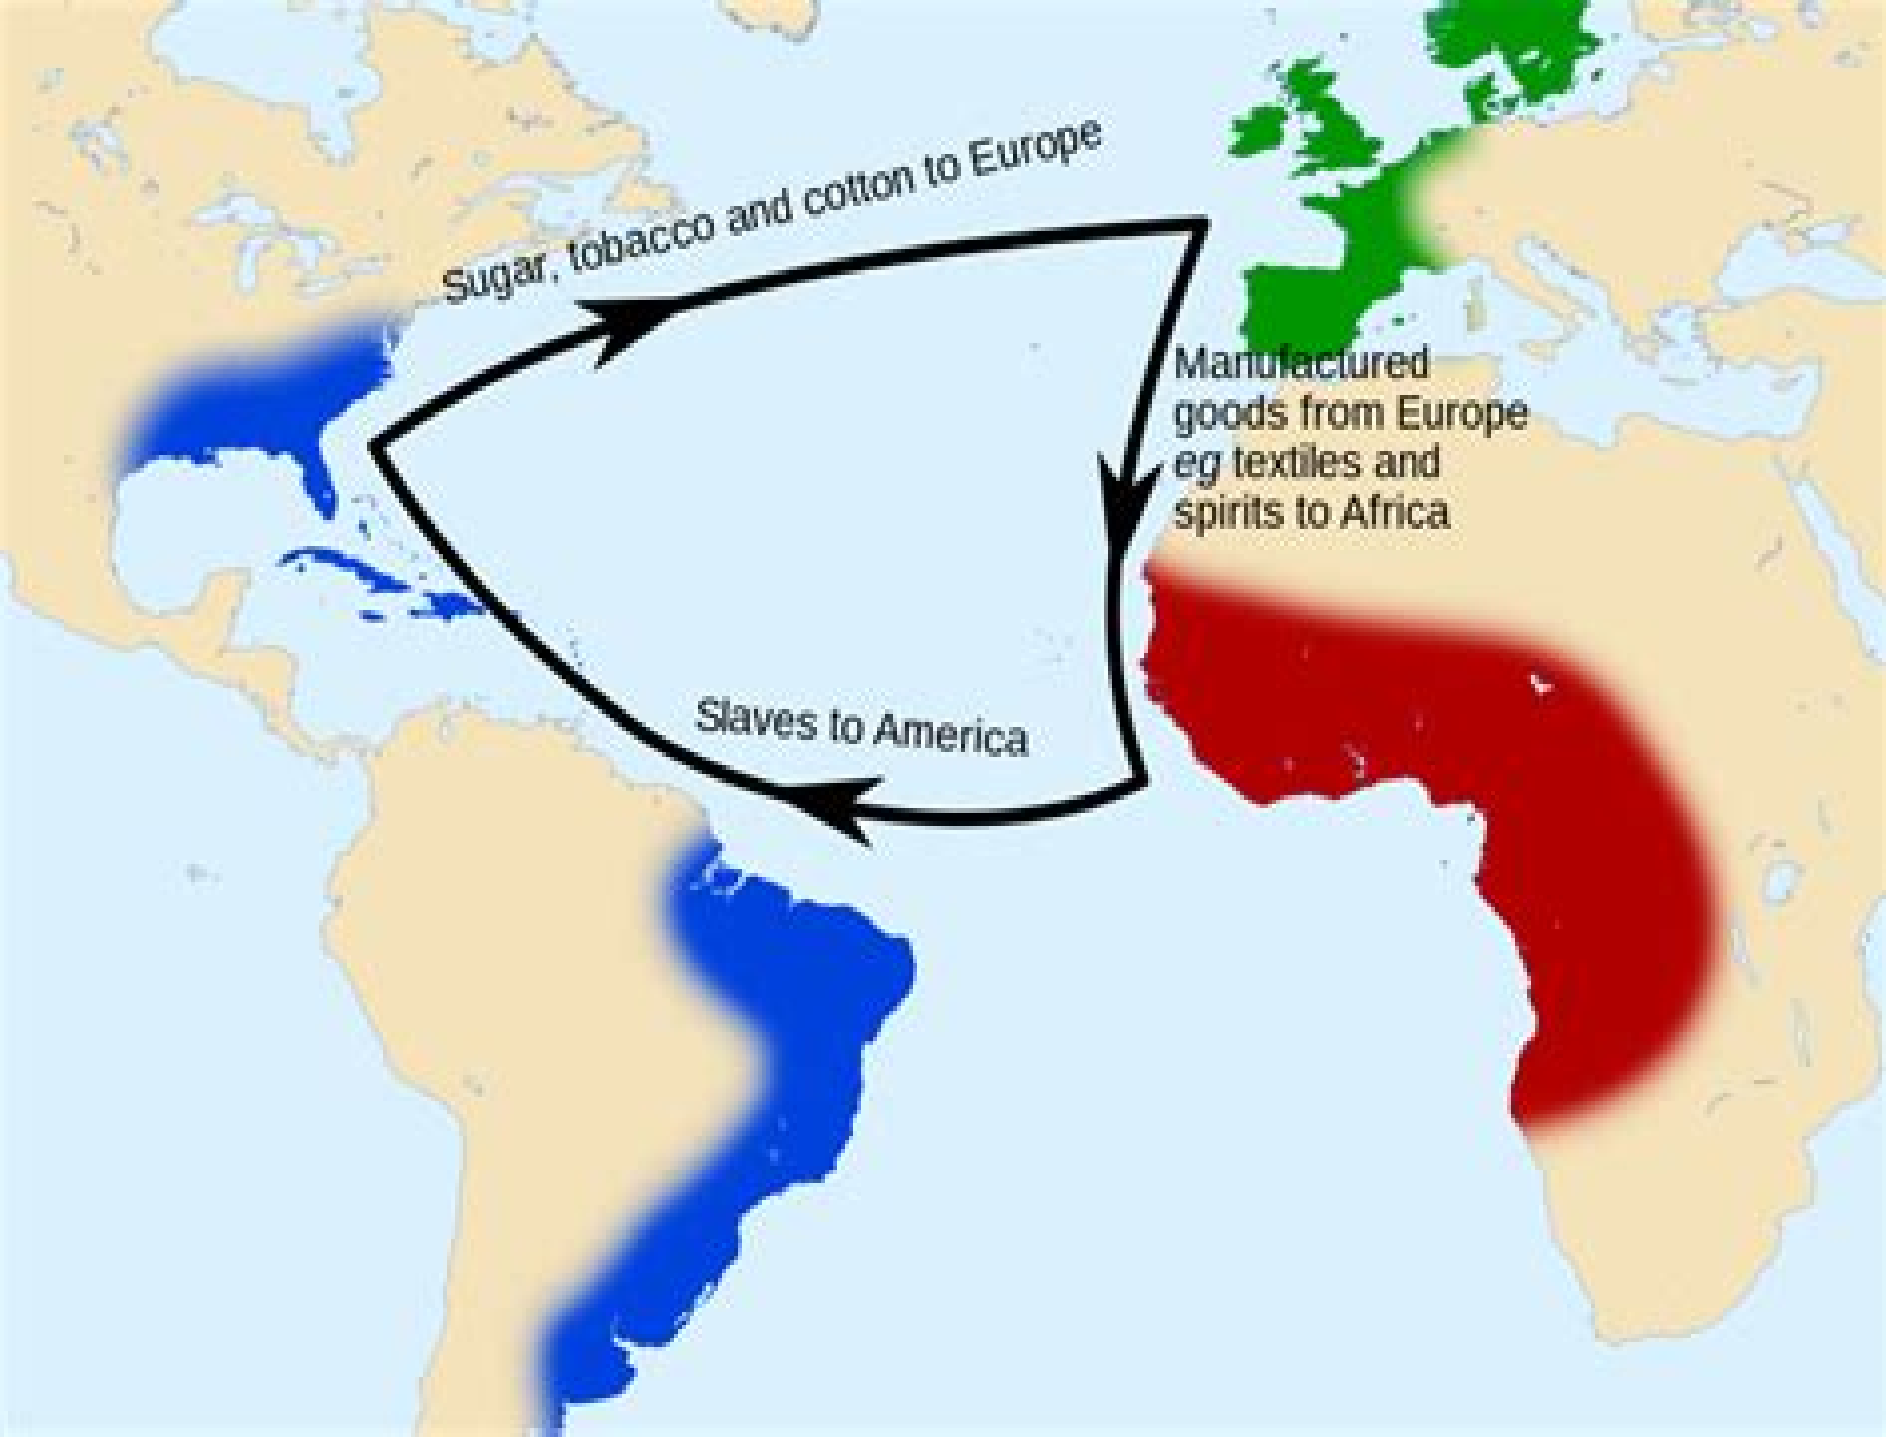 Sugar, tobacco and cotton to Europe
Manufactured
goods from Europe
eg textiles and
spirits to Africa
Slaves to America